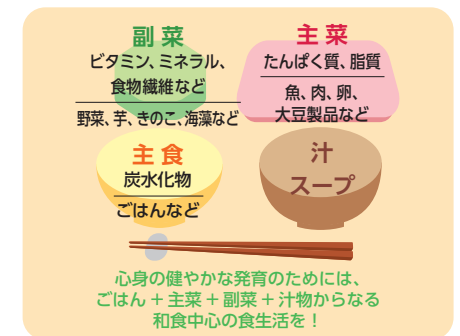 副菜
ビタミン、ミネラル、
食物繊維など
野菜、芋、きのこ、海藻など
主菜
たんぱく質、脂質
魚、肉、卵、
大豆製品など
主食
炭水化物
ごはんなど
汁
スープ
心身の健やかな発育のためには、
ごはん+主菜+副菜+汁物からなる
和食中心の食生活を！